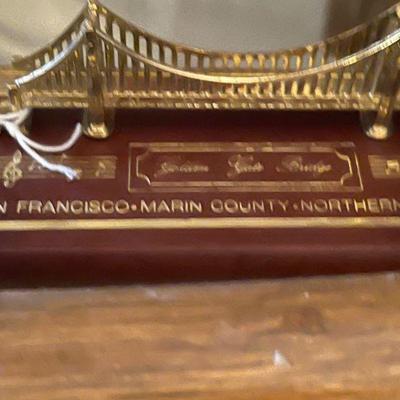 Golden Gate Bridge
N FRANCISCO • MARIN COUNTY • NORTHERN